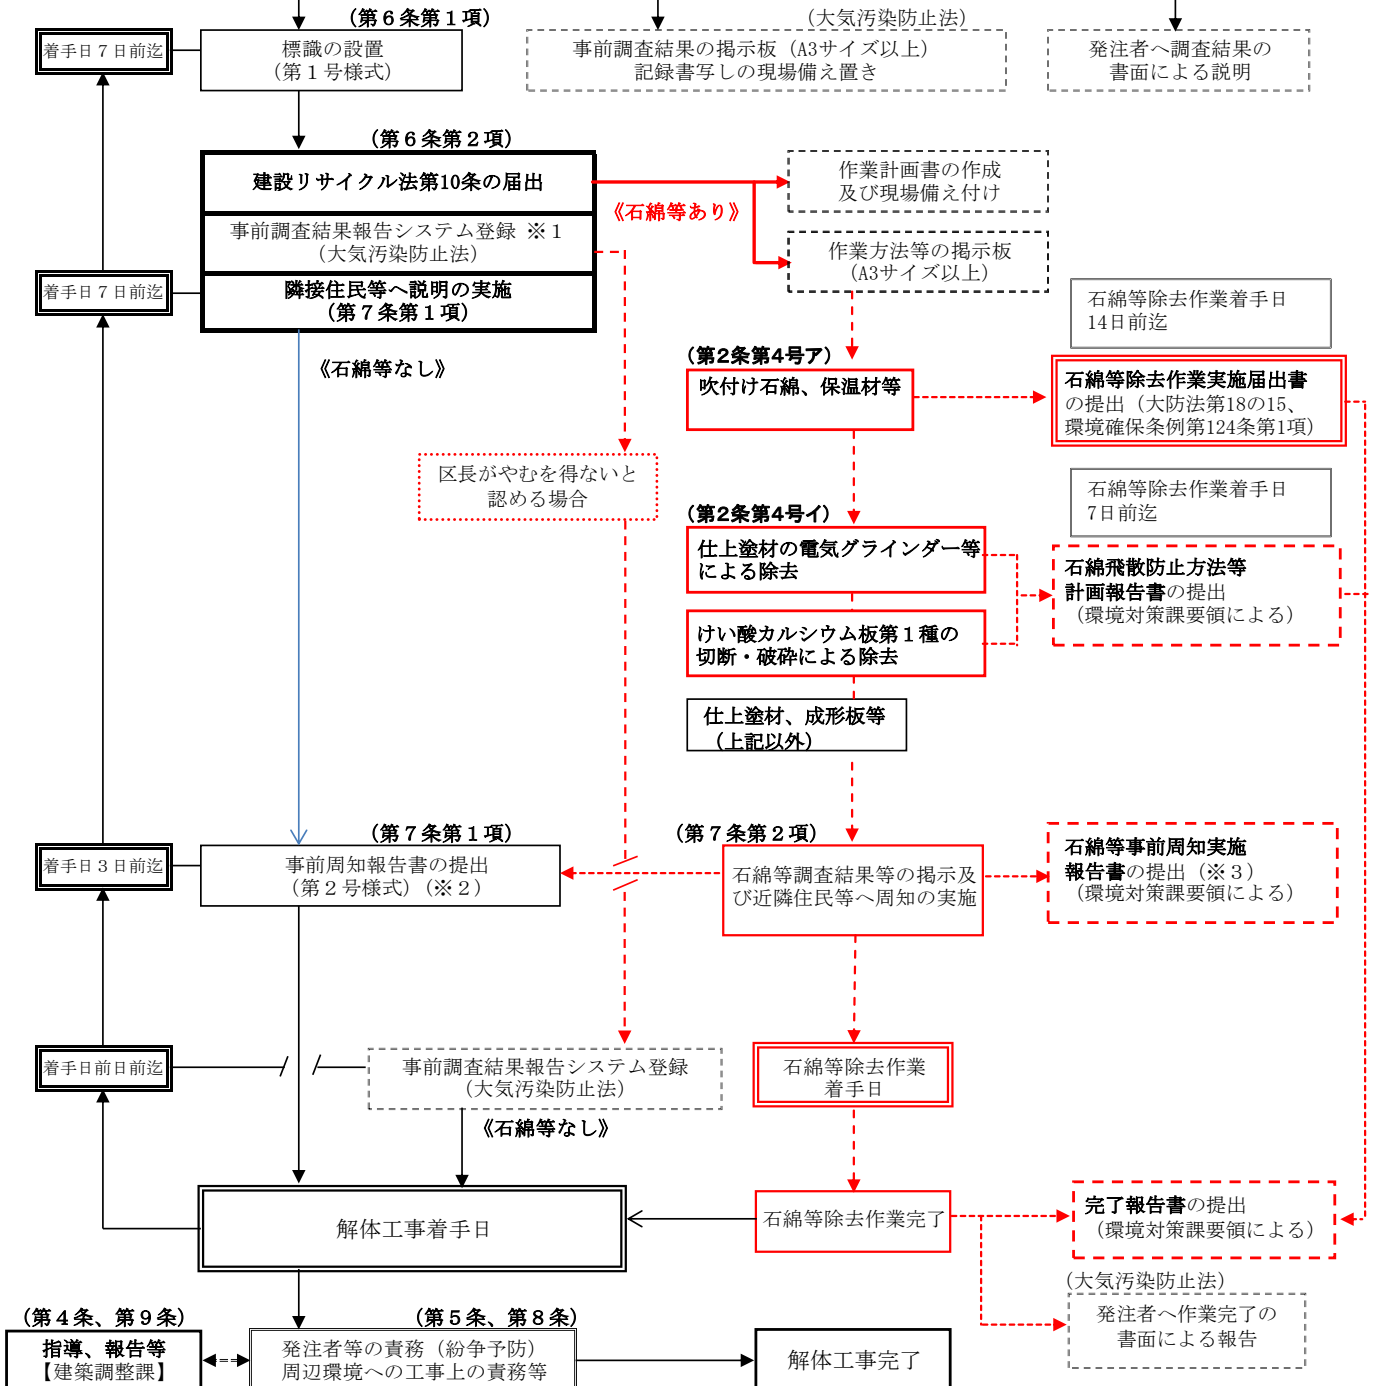 （第６条第１項）
（大気汚染防止法）
着手日７日前迄
標識の設置
（第１号様式）
事前調査結果の掲示板（A3サイズ以上）
記録書写しの現場備え置き
発注者へ調査結果の
書面による説明
（第６条第２項）
建設リサイクル法第10条の届出
事前調査結果報告システム登録 ※１
（大気汚染防止法）
着手日７日前迄
隣接住民等へ説明の実施
（第７条第１項）
《石綿等あり》
作業計画書の作成
及び現場備え付け
作業方法等の掲示板
（A3サイズ以上）
石綿等除去作業着手日
14日前迄
《石綿等なし》
（第2条第4号ア）
吹付け石綿、保温材等
石綿等除去作業実施届出書
の提出（大防法第18の15、
環境確保条例第124条第1項）
区長がやむを得ないと
認める場合
石綿等除去作業着手日
7日前迄
（第2条第4号イ）
仕上塗材の電気グラインダー等
による除去
石綿飛散防止方法等
計画報告書の提出
（環境対策課要領による）
けい酸カルシウム板第１種の
切断・破砕による除去
仕上塗材、成形板等
（上記以外）
（第７条第１項）
（第７条第２項）
着手日３日前迄
事前周知報告書の提出
（第２号様式）（※２）
石綿等調査結果等の掲示及
び近隣住民等へ周知の実施
石綿等事前周知実施
報告書の提出（※３）
（環境対策課要領による）
着手日前日前迄
事前調査結果報告システム登録
（大気汚染防止法）
石綿等除去作業
着手日
《石綿等なし》
解体工事着手日
石綿等除去作業完了
完了報告書の提出
（環境対策課要領による）
（大気汚染防止法）
発注者へ作業完了の
書面による報告
（第４条、第９条）
（第５条、第８条）
指導、報告等
【建築調整課】
発注者等の責務（紛争予防）
周辺環境への工事上の責務等
解体工事完了